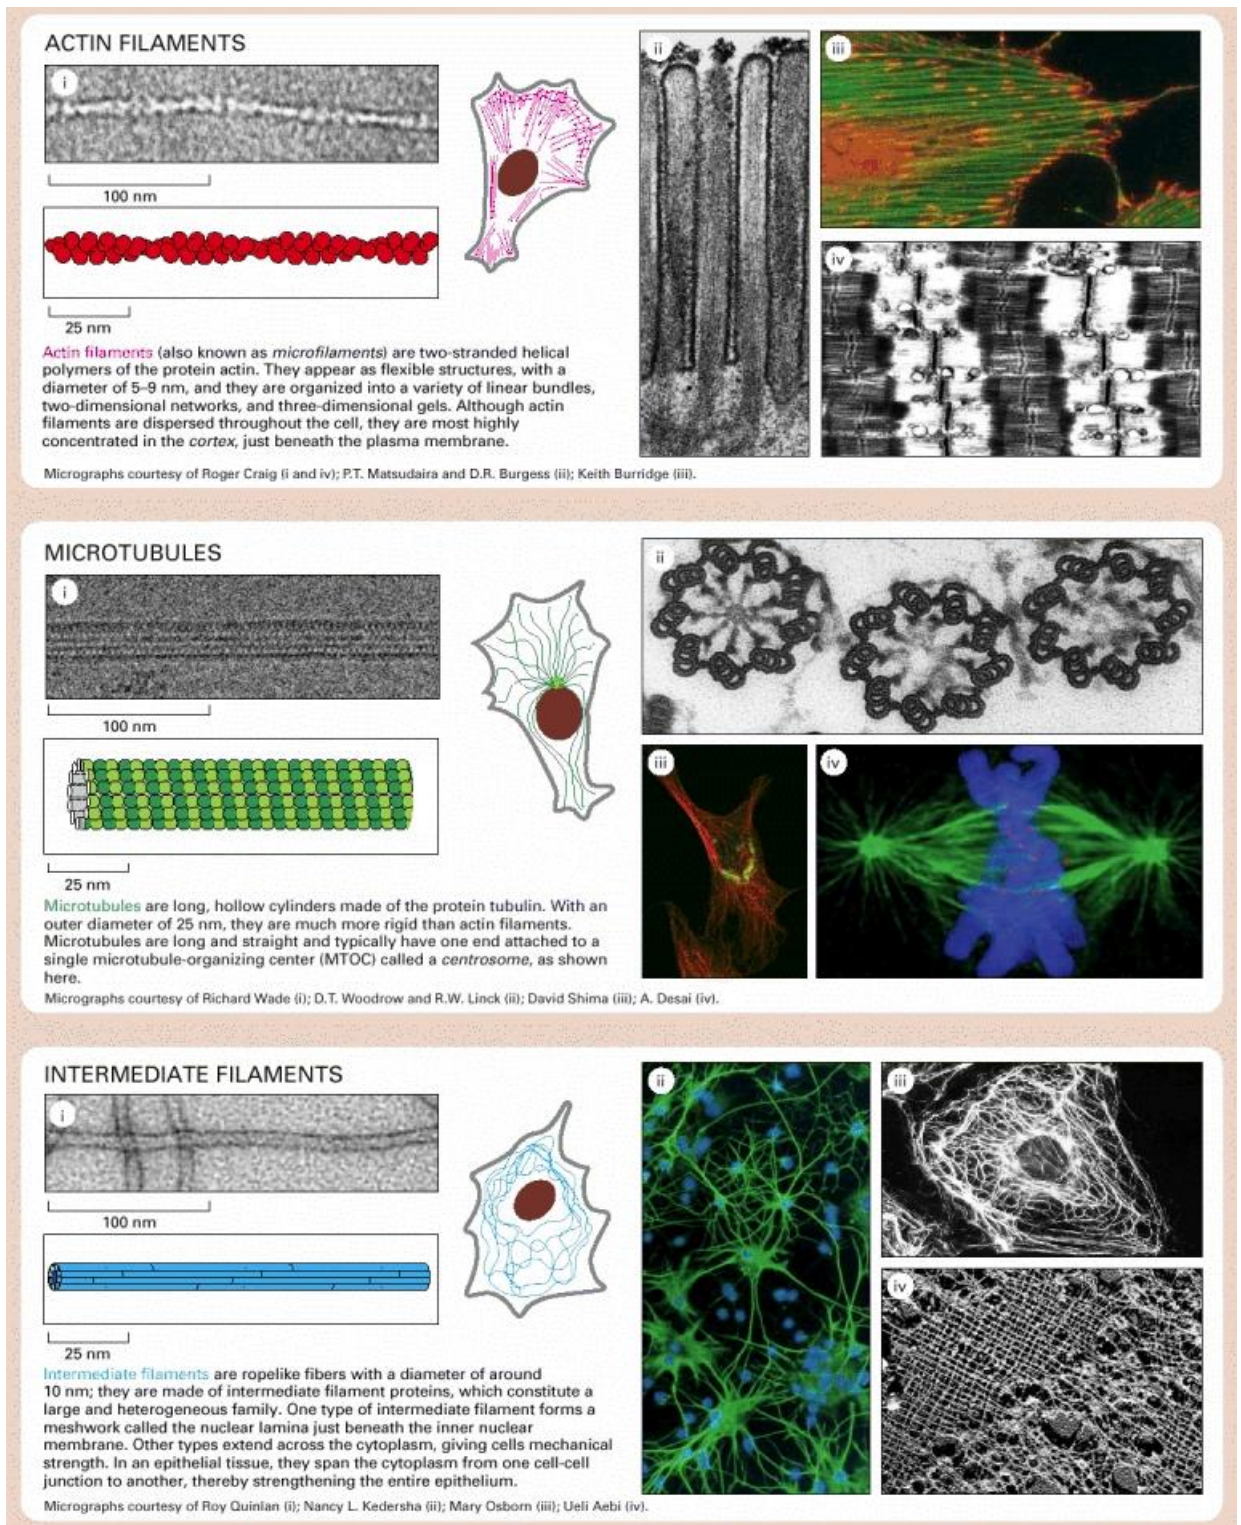 ACTIN FILAMENTS
i
100 nm
25 nm
ii
iii
iv
Actin filaments (also known as microfilaments) are two-stranded helical
polymers of the protein actin. They appear as flexible structures, with a
diameter of 5–9 nm, and they are organized into a variety of linear bundles,
two-dimensional networks, and three-dimensional gels. Although actin
filaments are dispersed throughout the cell, they are most highly
concentrated in the cortex, just beneath the plasma membrane.
Micrographs courtesy of Roger Craig (i and iv); P.T. Matsudaira and D.R. Burgess (ii); Keith Burridge (iii).
MICROTUBULES
i
100 nm
25 nm
ii
iii
iv
Microtubules are long, hollow cylinders made of the protein tubulin. With an
outer diameter of 25 nm, they are much more rigid than actin filaments.
Microtubules are long and straight and typically have one end attached to a
single microtubule-organizing center (MTOC) called a centrosome, as shown
here.
Micrographs courtesy of Richard Wade (i); D.T. Woodrow and R.W. Linck (ii); David Shima (iii); A. Desai (iv).
INTERMEDIATE FILAMENTS
i
100 nm
25 nm
ii
iii
iv
Intermediate filaments are ropelike fibers with a diameter of around
10 nm; they are made of intermediate filament proteins, which constitute a
large and heterogeneous family. One type of intermediate filament forms a
meshwork called the nuclear lamina just beneath the inner nuclear
membrane. Other types extend across the cytoplasm, giving cells mechanical
strength. In an epithelial tissue, they span the cytoplasm from one cell-cell
junction to another, thereby strengthening the entire epithelium.
Micrographs courtesy of Roy Quinlan (i); Nancy L. Kedersha (ii); Mary Osborn (iii); Ueli Aebi (iv).